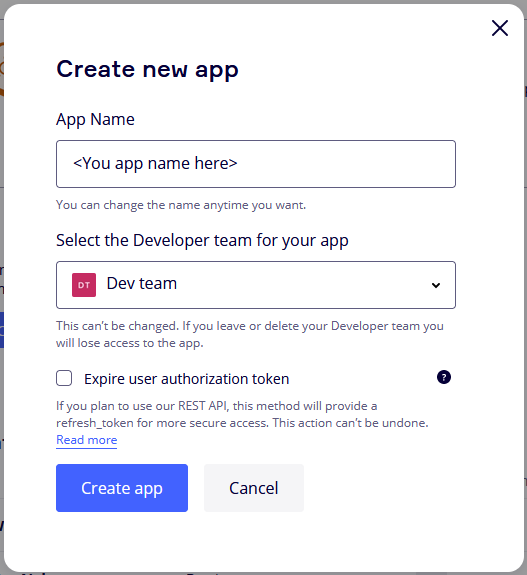 Create new app
App Name
<You app name here>
You can change the name anytime you want.
Select the Developer team for your app
DT Dev team
This can't be changed. If you leave or delete your Developer team you
will lose access to the app.
Expire user authorization token ?
If you plan to use our REST API, this method will provide a
refresh_token for more secure access. This action can't be undone.
Read more
Create app Cancel